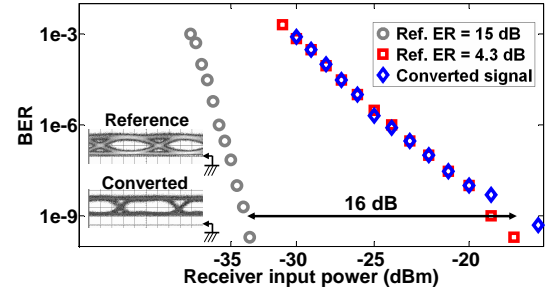 1e-3
1e-6
1e-9
BER
Ref. ER = 15 dB
Ref. ER = 4.3 dB
Converted signal
Reference
Converted
16 dB
-35
-30
-25
-20
Receiver input power (dBm)